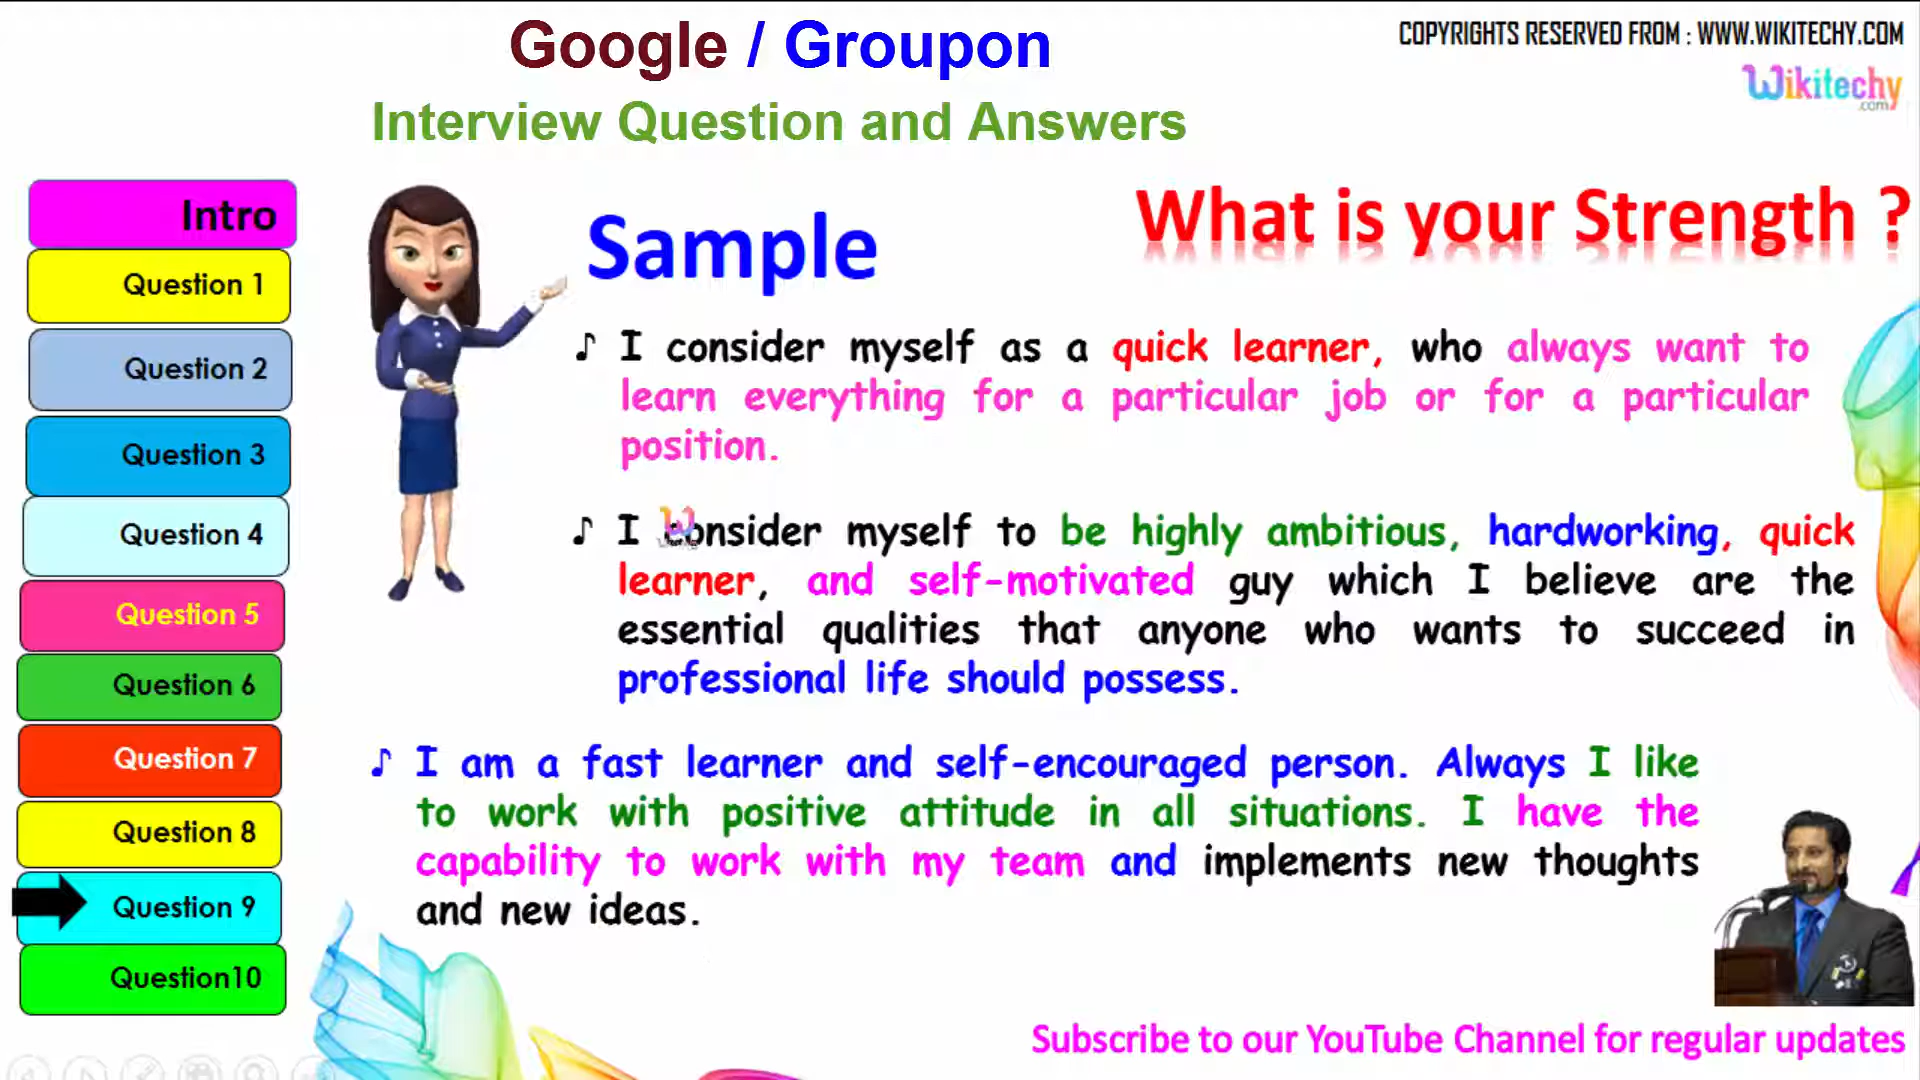 Google / Groupon
COPYRIGHTS RESERVED FROM : WWW.WIKITECHY.COM
Wikitechy
.com
Interview Question and Answers
Intro
Question 1
Question 2
Question 3
Question 4
Question 5
Question 6
Question 7
Question 8
Question 9
Question10
What is your Strength ?
Sample
♪ I consider myself as a quick learner, who always want to
learn everything for a particular job or for a particular
position.
♪ I consider myself to be highly ambitious, hardworking, quick
learner, and self-motivated guy which I believe are the
essential qualities that anyone who wants to succeed in
professional life should possess.
♪ I am a fast learner and self-encouraged person. Always I like
to work with positive attitude in all situations. I have the
capability to work with my team and implements new thoughts
and new ideas.
Subscribe to our YouTube Channel for regular updates